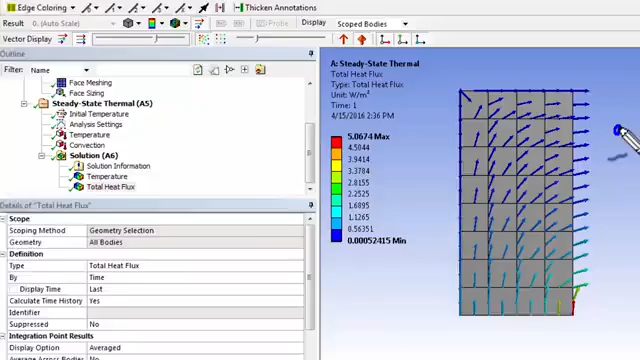 Edge Coloring
Thicken Annotations
Result
0. (Auto Scale)
Probe
Display
Scoped Bodies
Vector Display
Outline
Filter: Name
Face Meshing
Face Sizing
Steady-State Thermal (A5)
Initial Temperature
Analysis Settings
Temperature
Convection
Solution (A6)
Solution Information
Temperature
Total Heat Flux
Details of "Total Heat Flux"
Scope
Scoping Method Geometry Selection
Geometry All Bodies
Definition
Type Total Heat Flux
By Time
Display Time Last
Calculate Time History Yes
Identifier
Suppressed No
Integration Point Results
Display Option Averaged
Average Across Bodies No
A: Steady-State Thermal
Total Heat Flux
Type: Total Heat Flux
Unit: W/m²
Time: 1
4/15/2016 2:36 PM
5.0674 Max
4.5044
3.9414
3.3784
2.8155
2.2525
1.6895
1.1265
0.56351
0.00052415 Min